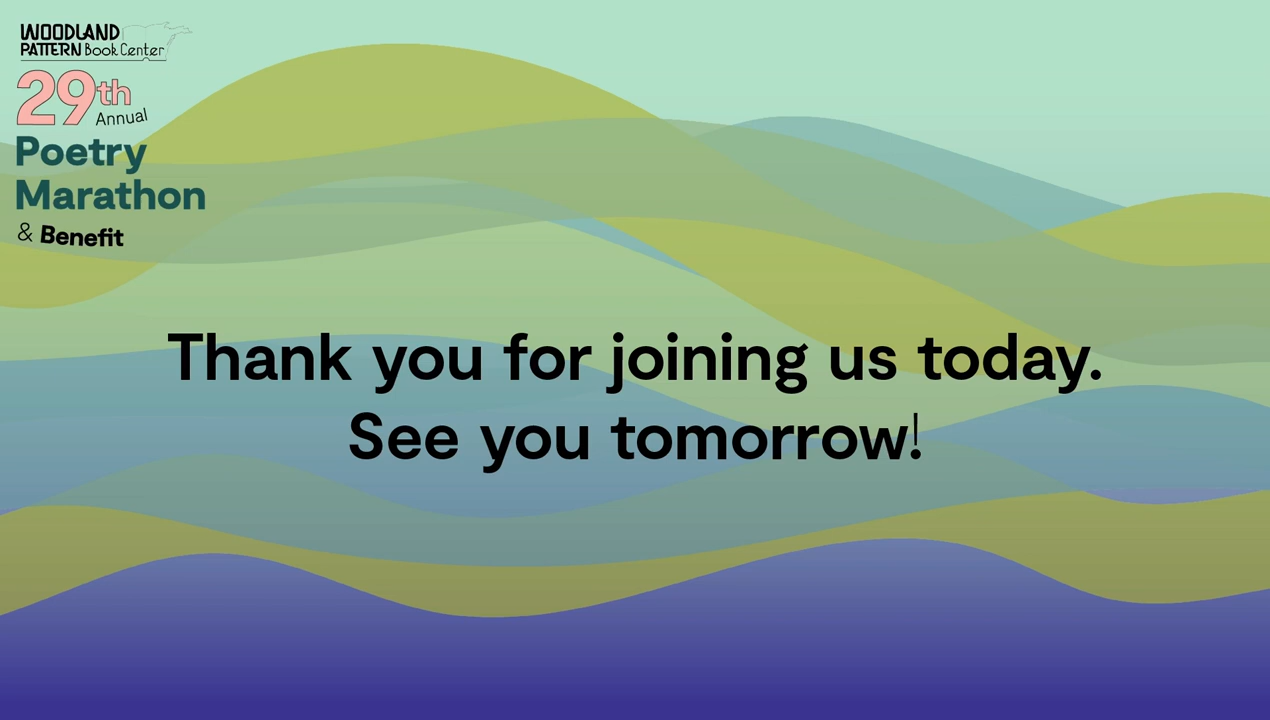 WOODLAND
PATTERN Book Center
29th
Annual
Poetry
Marathon
& Benefit
Thank you for joining us today.
See you tomorrow!